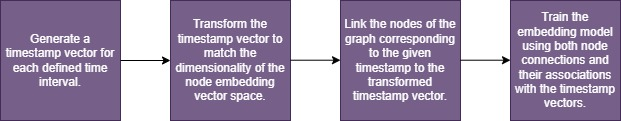 Generate a
timestamp vector for
each defined time
interval.
Transform the
timestamp vector to
match the
dimensionality of the
node embedding
vector space.
Link the nodes of the
graph corresponding
to the given
timestamp to the
transformed
timestamp vector.
Train the
embedding model
using both node
connections and
their associations
with the timestamp
vectors.